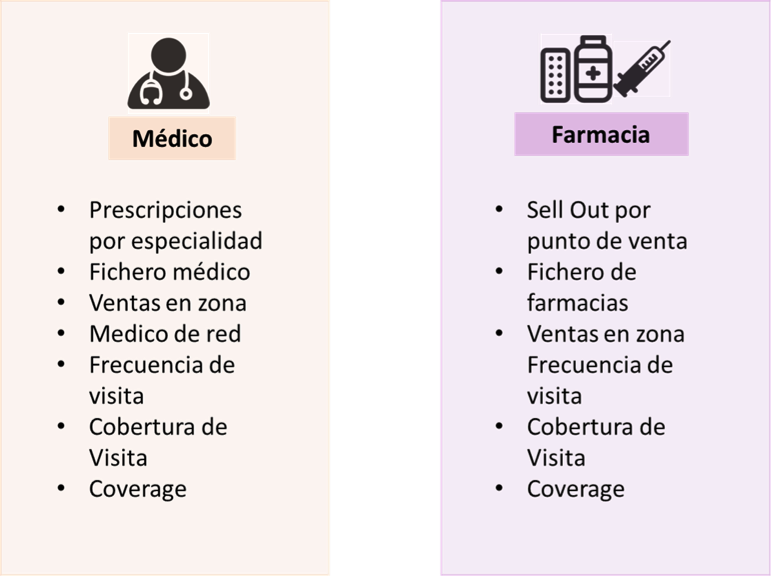 Médico
• Prescripciones
por especialidad
• Fichero médico
• Ventas en zona
• Medico de red
• Frecuencia de
visita
• Cobertura de
Visita
• Coverage
Farmacia
• Sell Out por
punto de venta
• Fichero de
farmacias
• Ventas en zona
Frecuencia de
visita
• Cobertura de
Visita
• Coverage